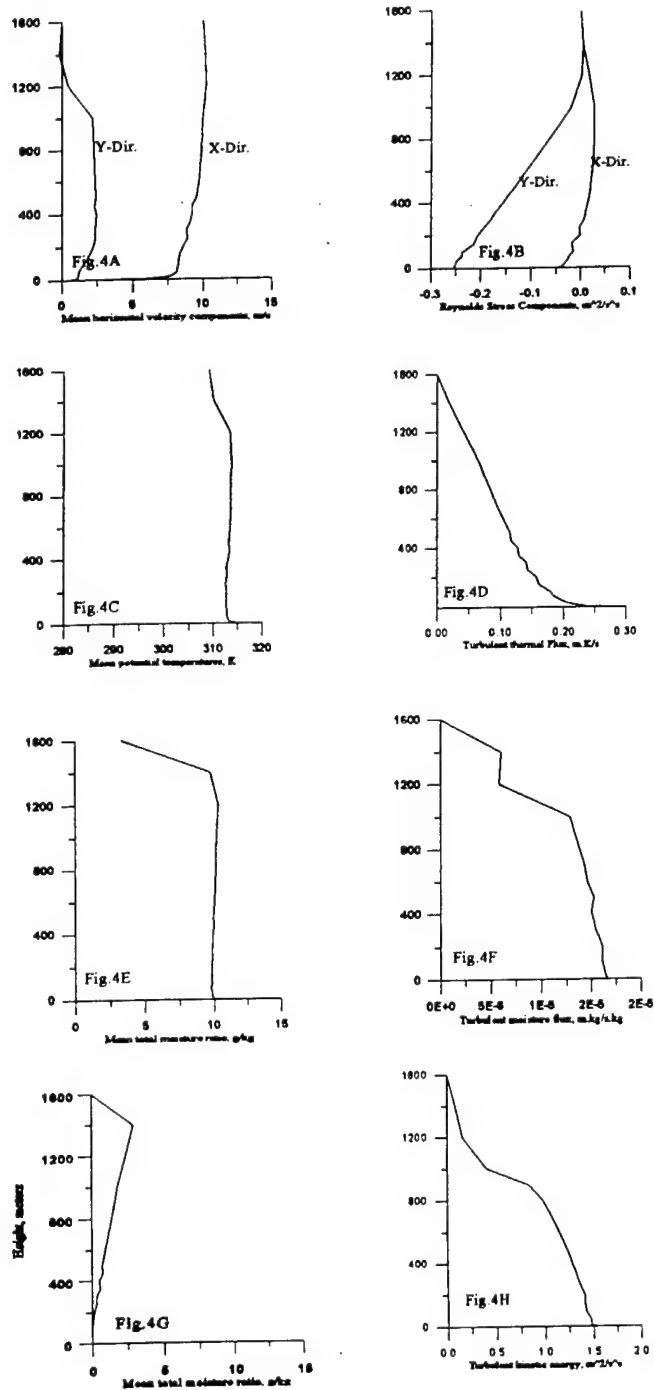 1600
1200
800
400
0
Y-Dir.
X-Dir.
Fig.4A
0
5
10
15
Mean horizontal velocity components, m/s
1600
1200
800
400
0
Y-Dir.
X-Dir.
Fig.4B
-0.3
-0.2
-0.1
0.0
0.1
Reynolds Stress Components, m^2/s^s
1600
1200
800
400
0
Fig.4C
280
290
300
310
320
Mean potential temperatures, K
1600
1200
800
400
Fig.4D
0.00
0.10
0.20
0.30
Turbulent thermal Flux, m.K/s
1600
1200
800
400
0
Fig.4E
0
5
10
15
Mean total moisture ratio, g/kg
1600
1200
800
400
0
Fig.4F
0E+0
5E-6
1E-5
2E-5
Turbulent moisture flux, m.kg/s.kg
Height, meters
1600
1200
800
400
0
Fig.4G
0
5
10
15
Mean total moisture ratio, g/kg
1600
1200
800
400
0
Fig.4H
0.0
0.5
1.0
1.5
2.0
Turbulent kinetic energy, m^2/s^s